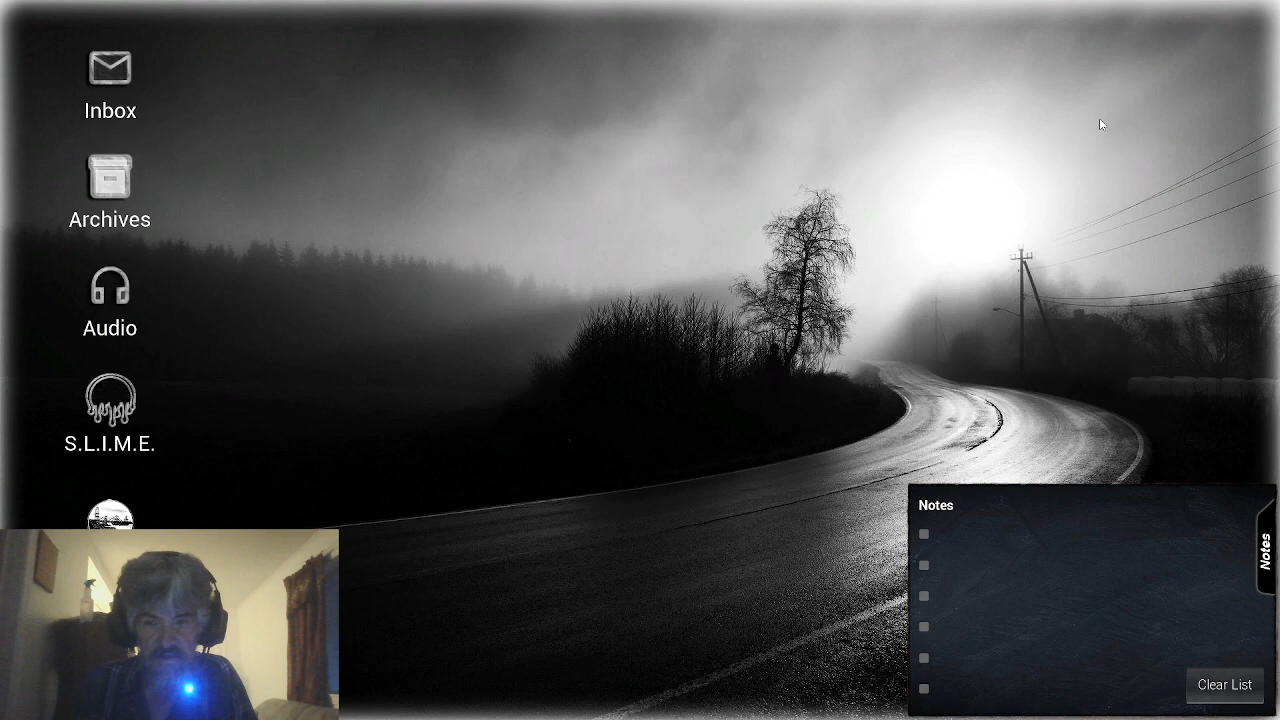 Inbox
Archives
Audio
S.L.I.M.E.
Notes
Notes
Clear List